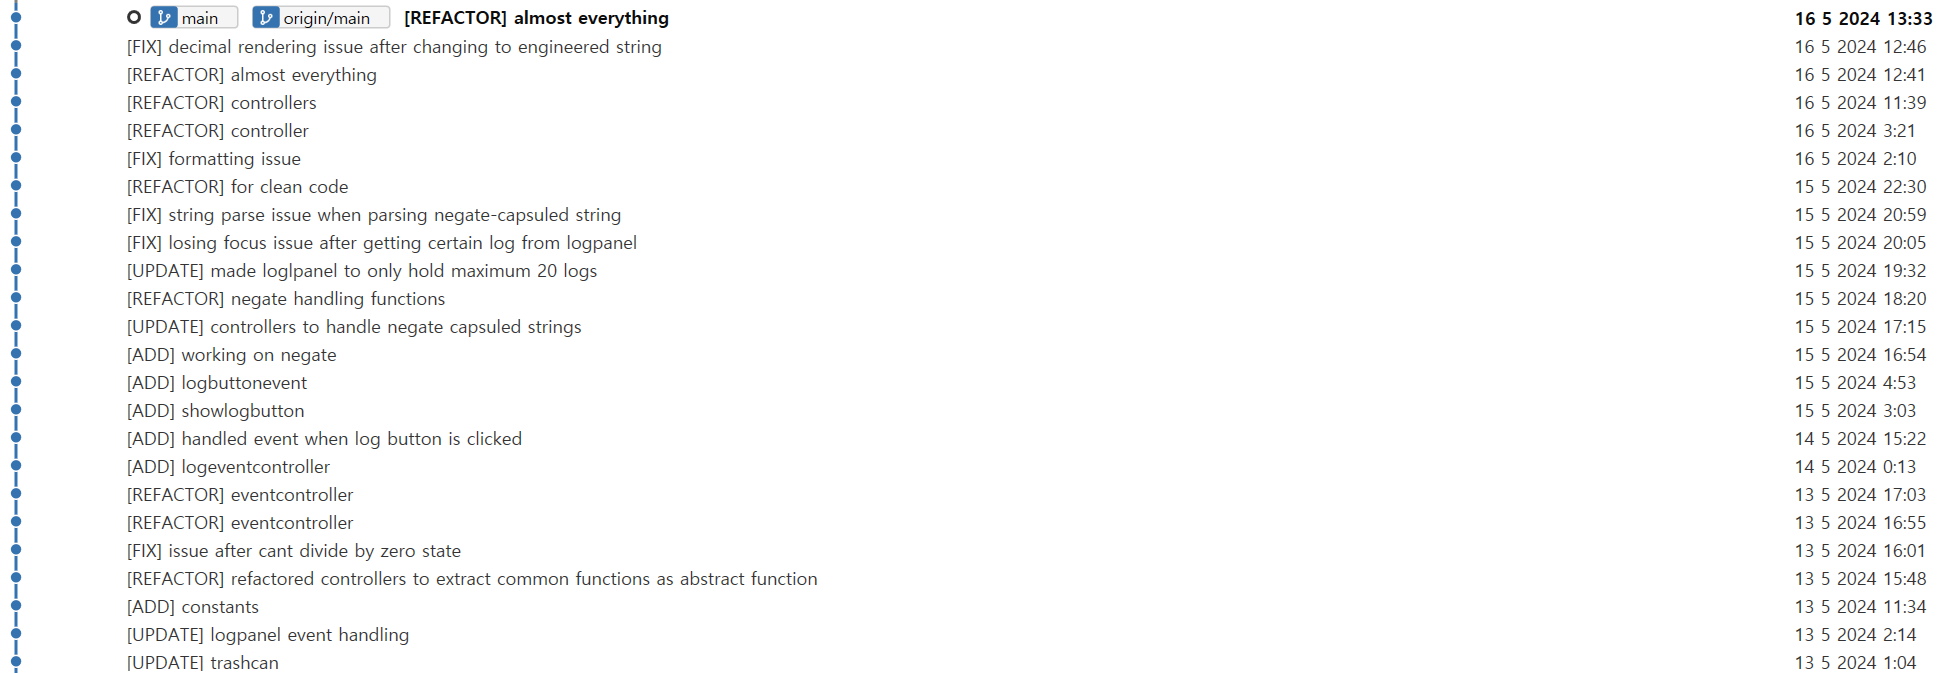 main origin/main [REFACTOR] almost everything 16 5 2024 13:33
[FIX] decimal rendering issue after changing to engineered string 16 5 2024 12:46
[REFACTOR] almost everything 16 5 2024 12:41
[REFACTOR] controllers 16 5 2024 11:39
[REFACTOR] controller 16 5 2024 3:21
[FIX] formatting issue 16 5 2024 2:10
[REFACTOR] for clean code 15 5 2024 22:30
[FIX] string parse issue when parsing negate-capsuled string 15 5 2024 20:59
[FIX] losing focus issue after getting certain log from logpanel 15 5 2024 20:05
[UPDATE] made loglpanel to only hold maximum 20 logs 15 5 2024 19:32
[REFACTOR] negate handling functions 15 5 2024 18:20
[UPDATE] controllers to handle negate capsuled strings 15 5 2024 17:15
[ADD] working on negate 15 5 2024 16:54
[ADD] logbuttonevent 15 5 2024 4:53
[ADD] showlogbutton 15 5 2024 3:03
[ADD] handled event when log button is clicked 14 5 2024 15:22
[ADD] logeventcontroller 14 5 2024 0:13
[REFACTOR] eventcontroller 13 5 2024 17:03
[REFACTOR] eventcontroller 13 5 2024 16:55
[FIX] issue after cant divide by zero state 13 5 2024 16:01
[REFACTOR] refactored controllers to extract common functions as abstract function 13 5 2024 15:48
[ADD] constants 13 5 2024 11:34
[UPDATE] logpanel event handling 13 5 2024 2:14
[UPDATE] trashcan 13 5 2024 1:04